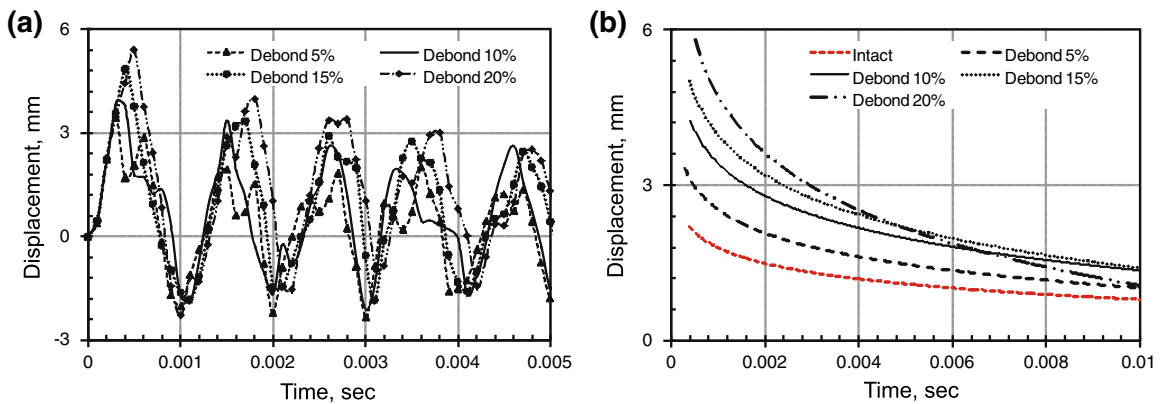 (a)
Displacement, mm
6
3
0
-3
Debond 5%
Debond 10%
Debond 15%
Debond 20%
0
0.001
0.002
0.003
0.004
0.005
Time, sec
(b)
Displacement, mm
6
3
0
Intact
Debond 5%
Debond 10%
Debond 15%
Debond 20%
0
0.002
0.004
0.006
0.008
0.01
Time, sec